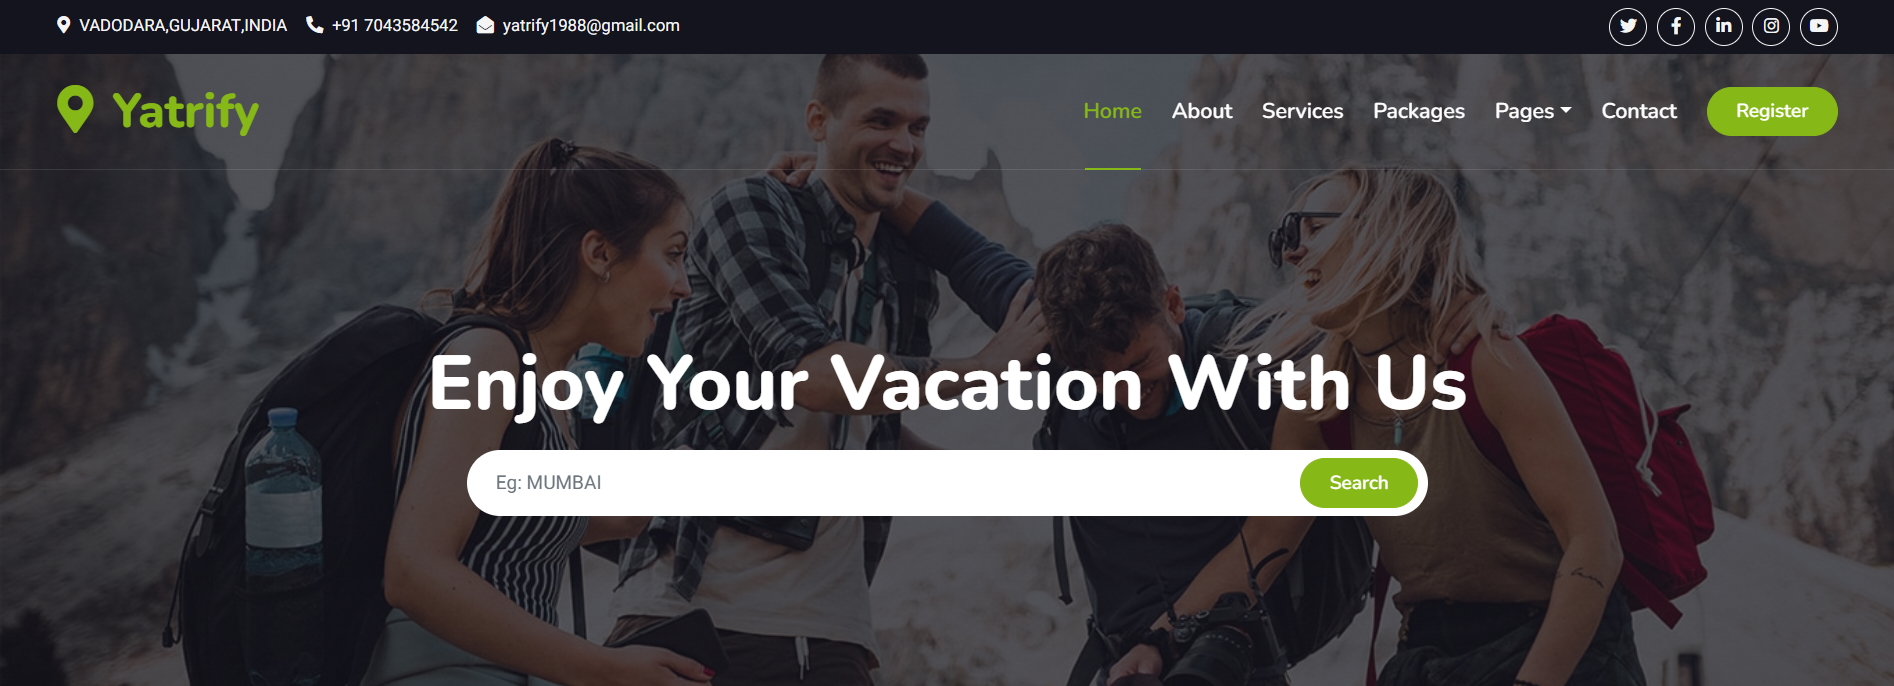 VADODARA,GUJARAT,INDIA +91 7043584542 yatrify1988@gmail.com
Yatrify Home About Services Packages Pages Contact Register
Enjoy Your Vacation With Us
Eg: MUMBAI Search